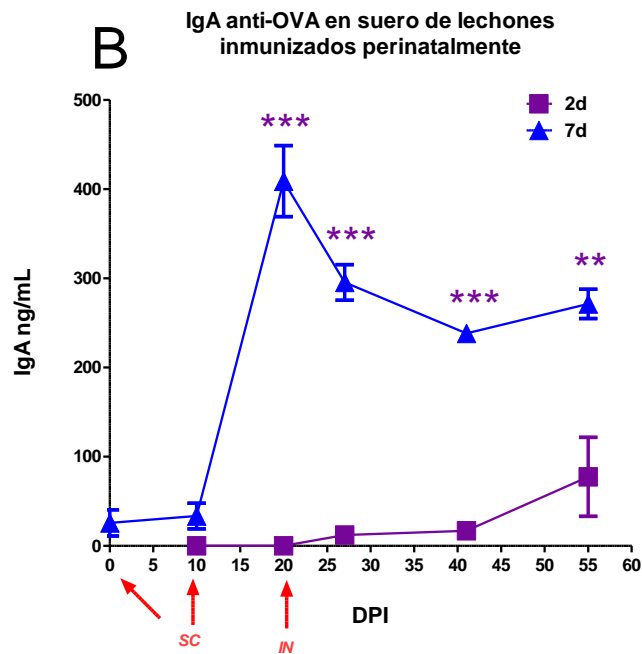 B
IgA anti-OVA en suero de lechones
inmunizados perinatalmente
500
400
300
200
100
0
IgA ng/mL
2d
7d
***
***
***
**
0 5 10 15 20 25 30 35 40 45 50 55 60
DPI
SC
IN